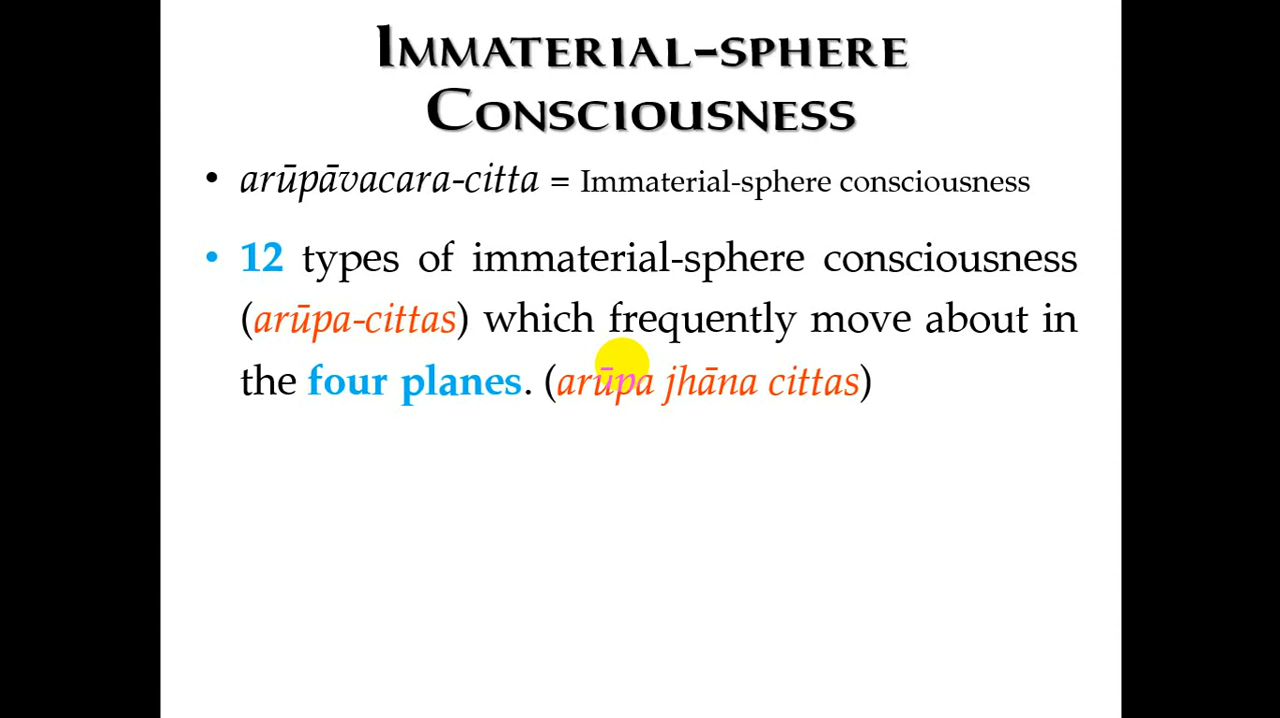 IMMATERIAL-SPHERE
CONSCIOUSNESS
• arūpāvacara-citta = Immaterial-sphere consciousness
• 12 types of immaterial-sphere consciousness
(arūpa-cittas) which frequently move about in
the four planes. (arūpa jhāna cittas)